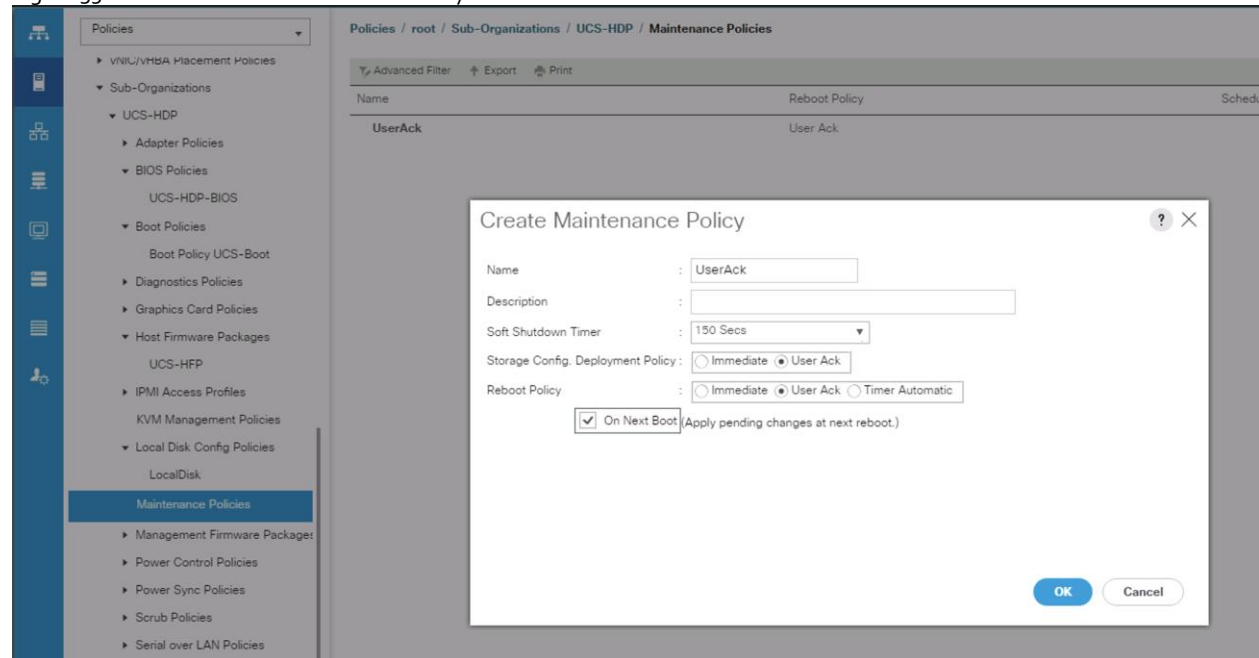 Policies
Policies / root / Sub-Organizations / UCS-HDP / Maintenance Policies
vNIC/vHBA Placement Policies
Sub-Organizations
UCS-HDP
Adapter Policies
BIOS Policies
UCS-HDP-BIOS
Boot Policies
Boot Policy UCS-Boot
Diagnostics Policies
Graphics Card Policies
Host Firmware Packages
UCS-HFP
IPMI Access Profiles
KVM Management Policies
Local Disk Config Policies
LocalDisk
Maintenance Policies
Management Firmware Packages
Power Control Policies
Power Sync Policies
Scrub Policies
Serial over LAN Policies
Advanced Filter Export Print
Name Reboot Policy Schedu
UserAck User Ack
Create Maintenance Policy ?
Name : UserAck
Description :
Soft Shutdown Timer : 150 Secs
Storage Config. Deployment Policy : Immediate User Ack
Reboot Policy : Immediate User Ack Timer Automatic
On Next Boot (Apply pending changes at next reboot.)
OK Cancel